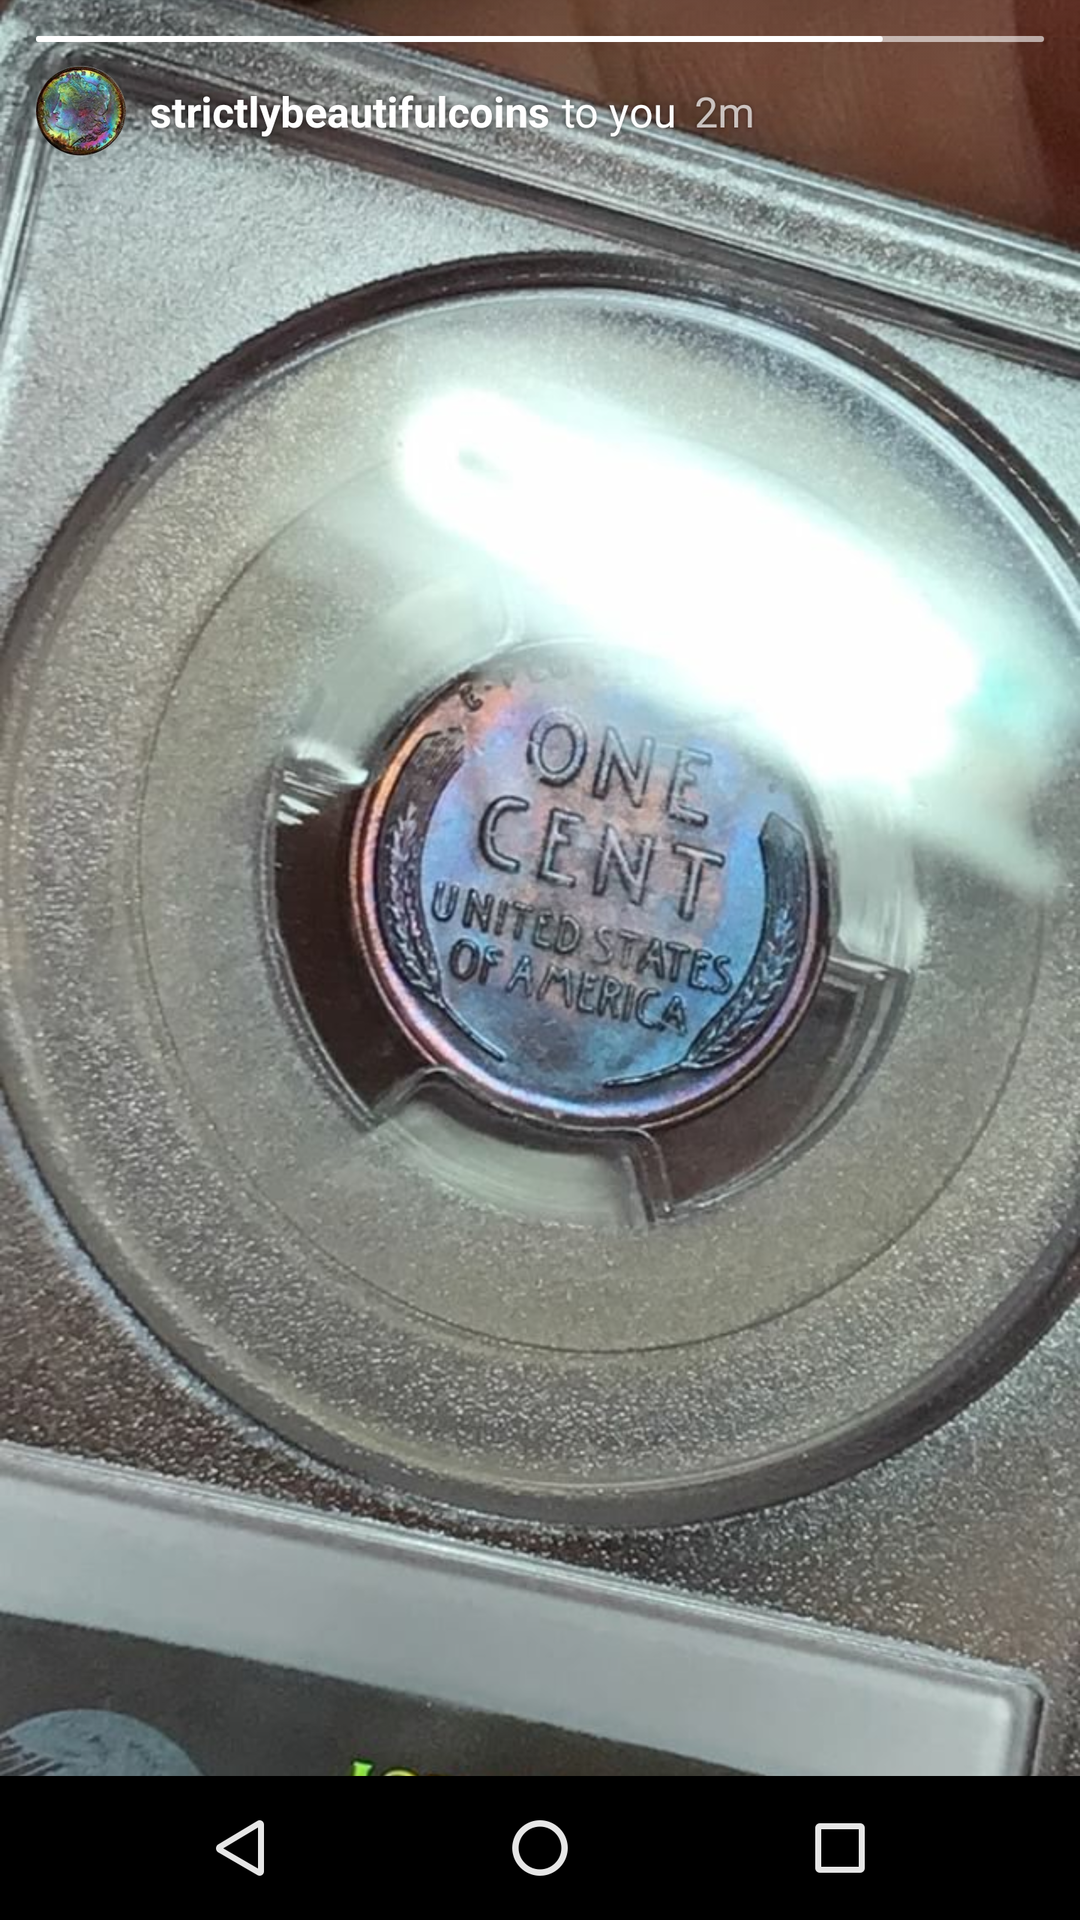 strictlybeautifulcoins to you 2m
ONE
CENT
UNITED STATES
OF AMERICA